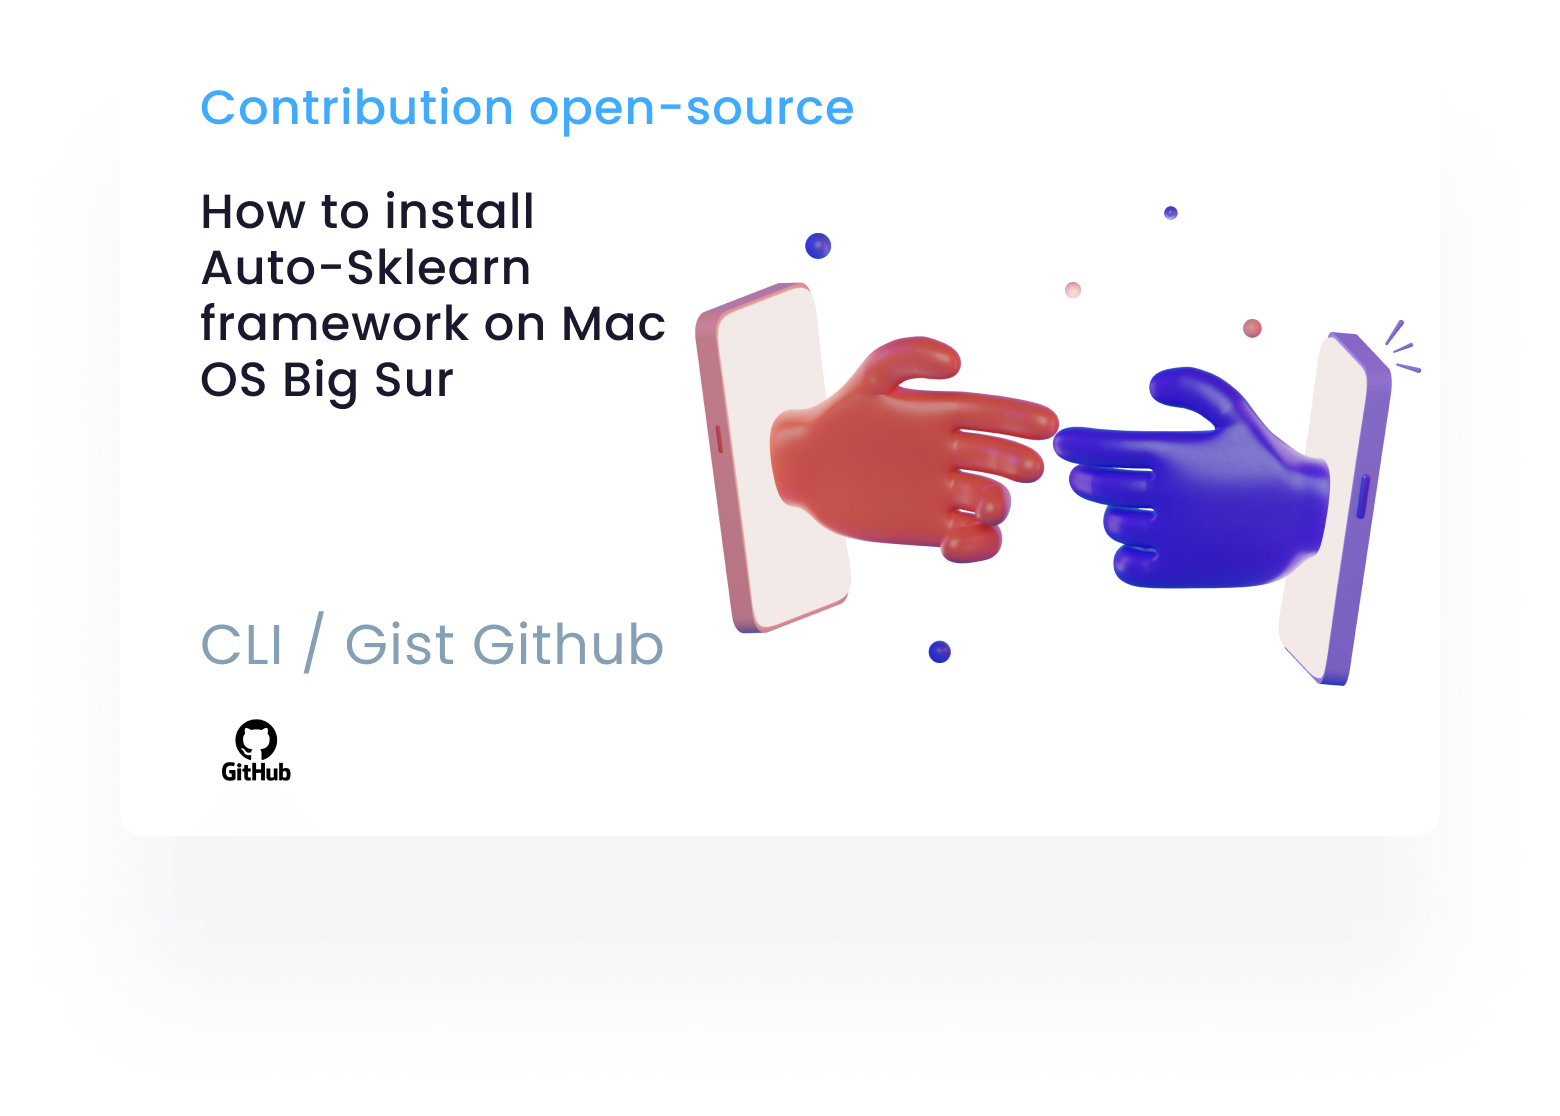 Contribution open-source
How to install
Auto-Sklearn
framework on Mac
OS Big Sur
CLI / Gist Github
GitHub